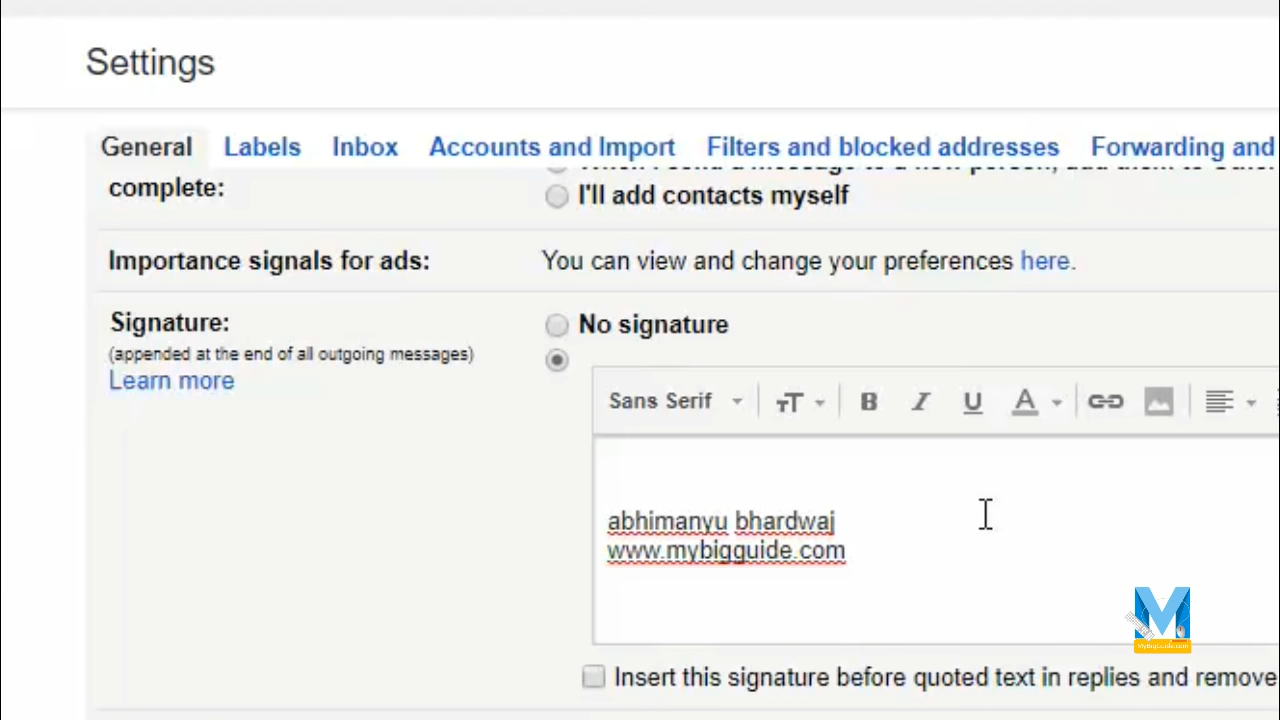 Settings
General Labels Inbox Accounts and Import Filters and blocked addresses Forwarding and
complete:
I'll add contacts myself
Importance signals for ads: You can view and change your preferences here.
Signature:
(appended at the end of all outgoing messages)
Learn more
No signature
Sans Serif
abhimanyu bhardwaj
www.mybigguide.com
Insert this signature before quoted text in replies and remove
M
MyBigGuide.com